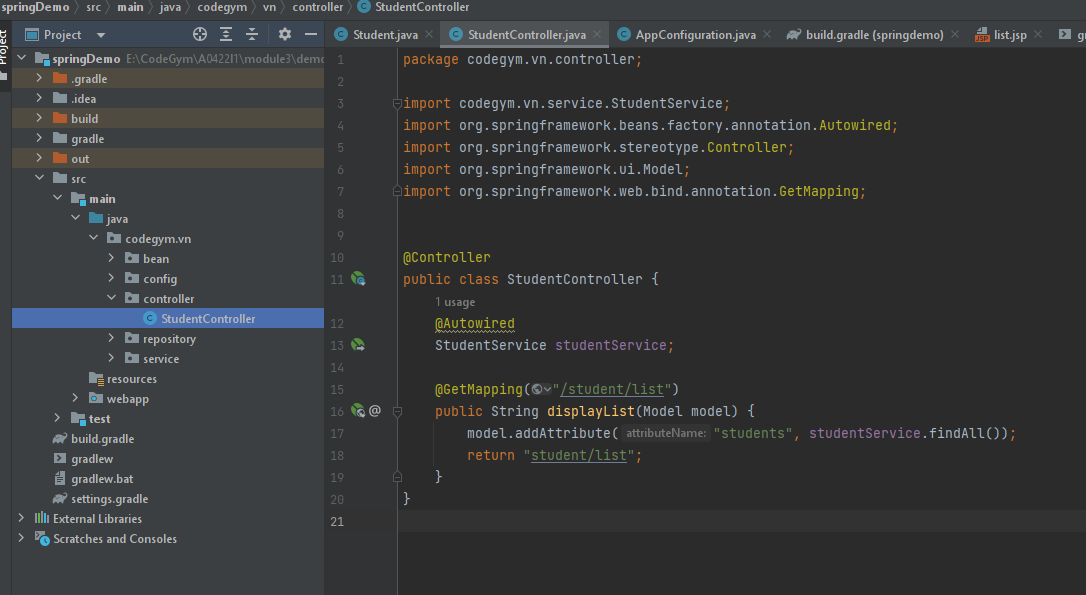 springDemo src main java codegym vn controller StudentController
Project
Project
Student.java StudentController.java AppConfiguration.java build.gradle (springdemo) list.jsp
springDemo E:\CodeGym\A0422I1\module3\demo
.gradle
.idea
build
gradle
out
src
main
java
codegym.vn
bean
config
controller
StudentController
repository
service
resources
webapp
test
build.gradle
gradlew
gradlew.bat
settings.gradle
External Libraries
Scratches and Consoles
1 package codegym.vn.controller;
2
3 import codegym.vn.service.StudentService;
4 import org.springframework.beans.factory.annotation.Autowired;
5 import org.springframework.stereotype.Controller;
6 import org.springframework.ui.Model;
7 import org.springframework.web.bind.annotation.GetMapping;
8
9
10 @Controller
11 public class StudentController {
1 usage
12 @Autowired
13 StudentService studentService;
14
15 @GetMapping("/student/list")
16 @ public String displayList(Model model) {
17 model.addAttribute( attributeName: "students", studentService.findAll());
18 return "student/list";
19 }
20 }
21